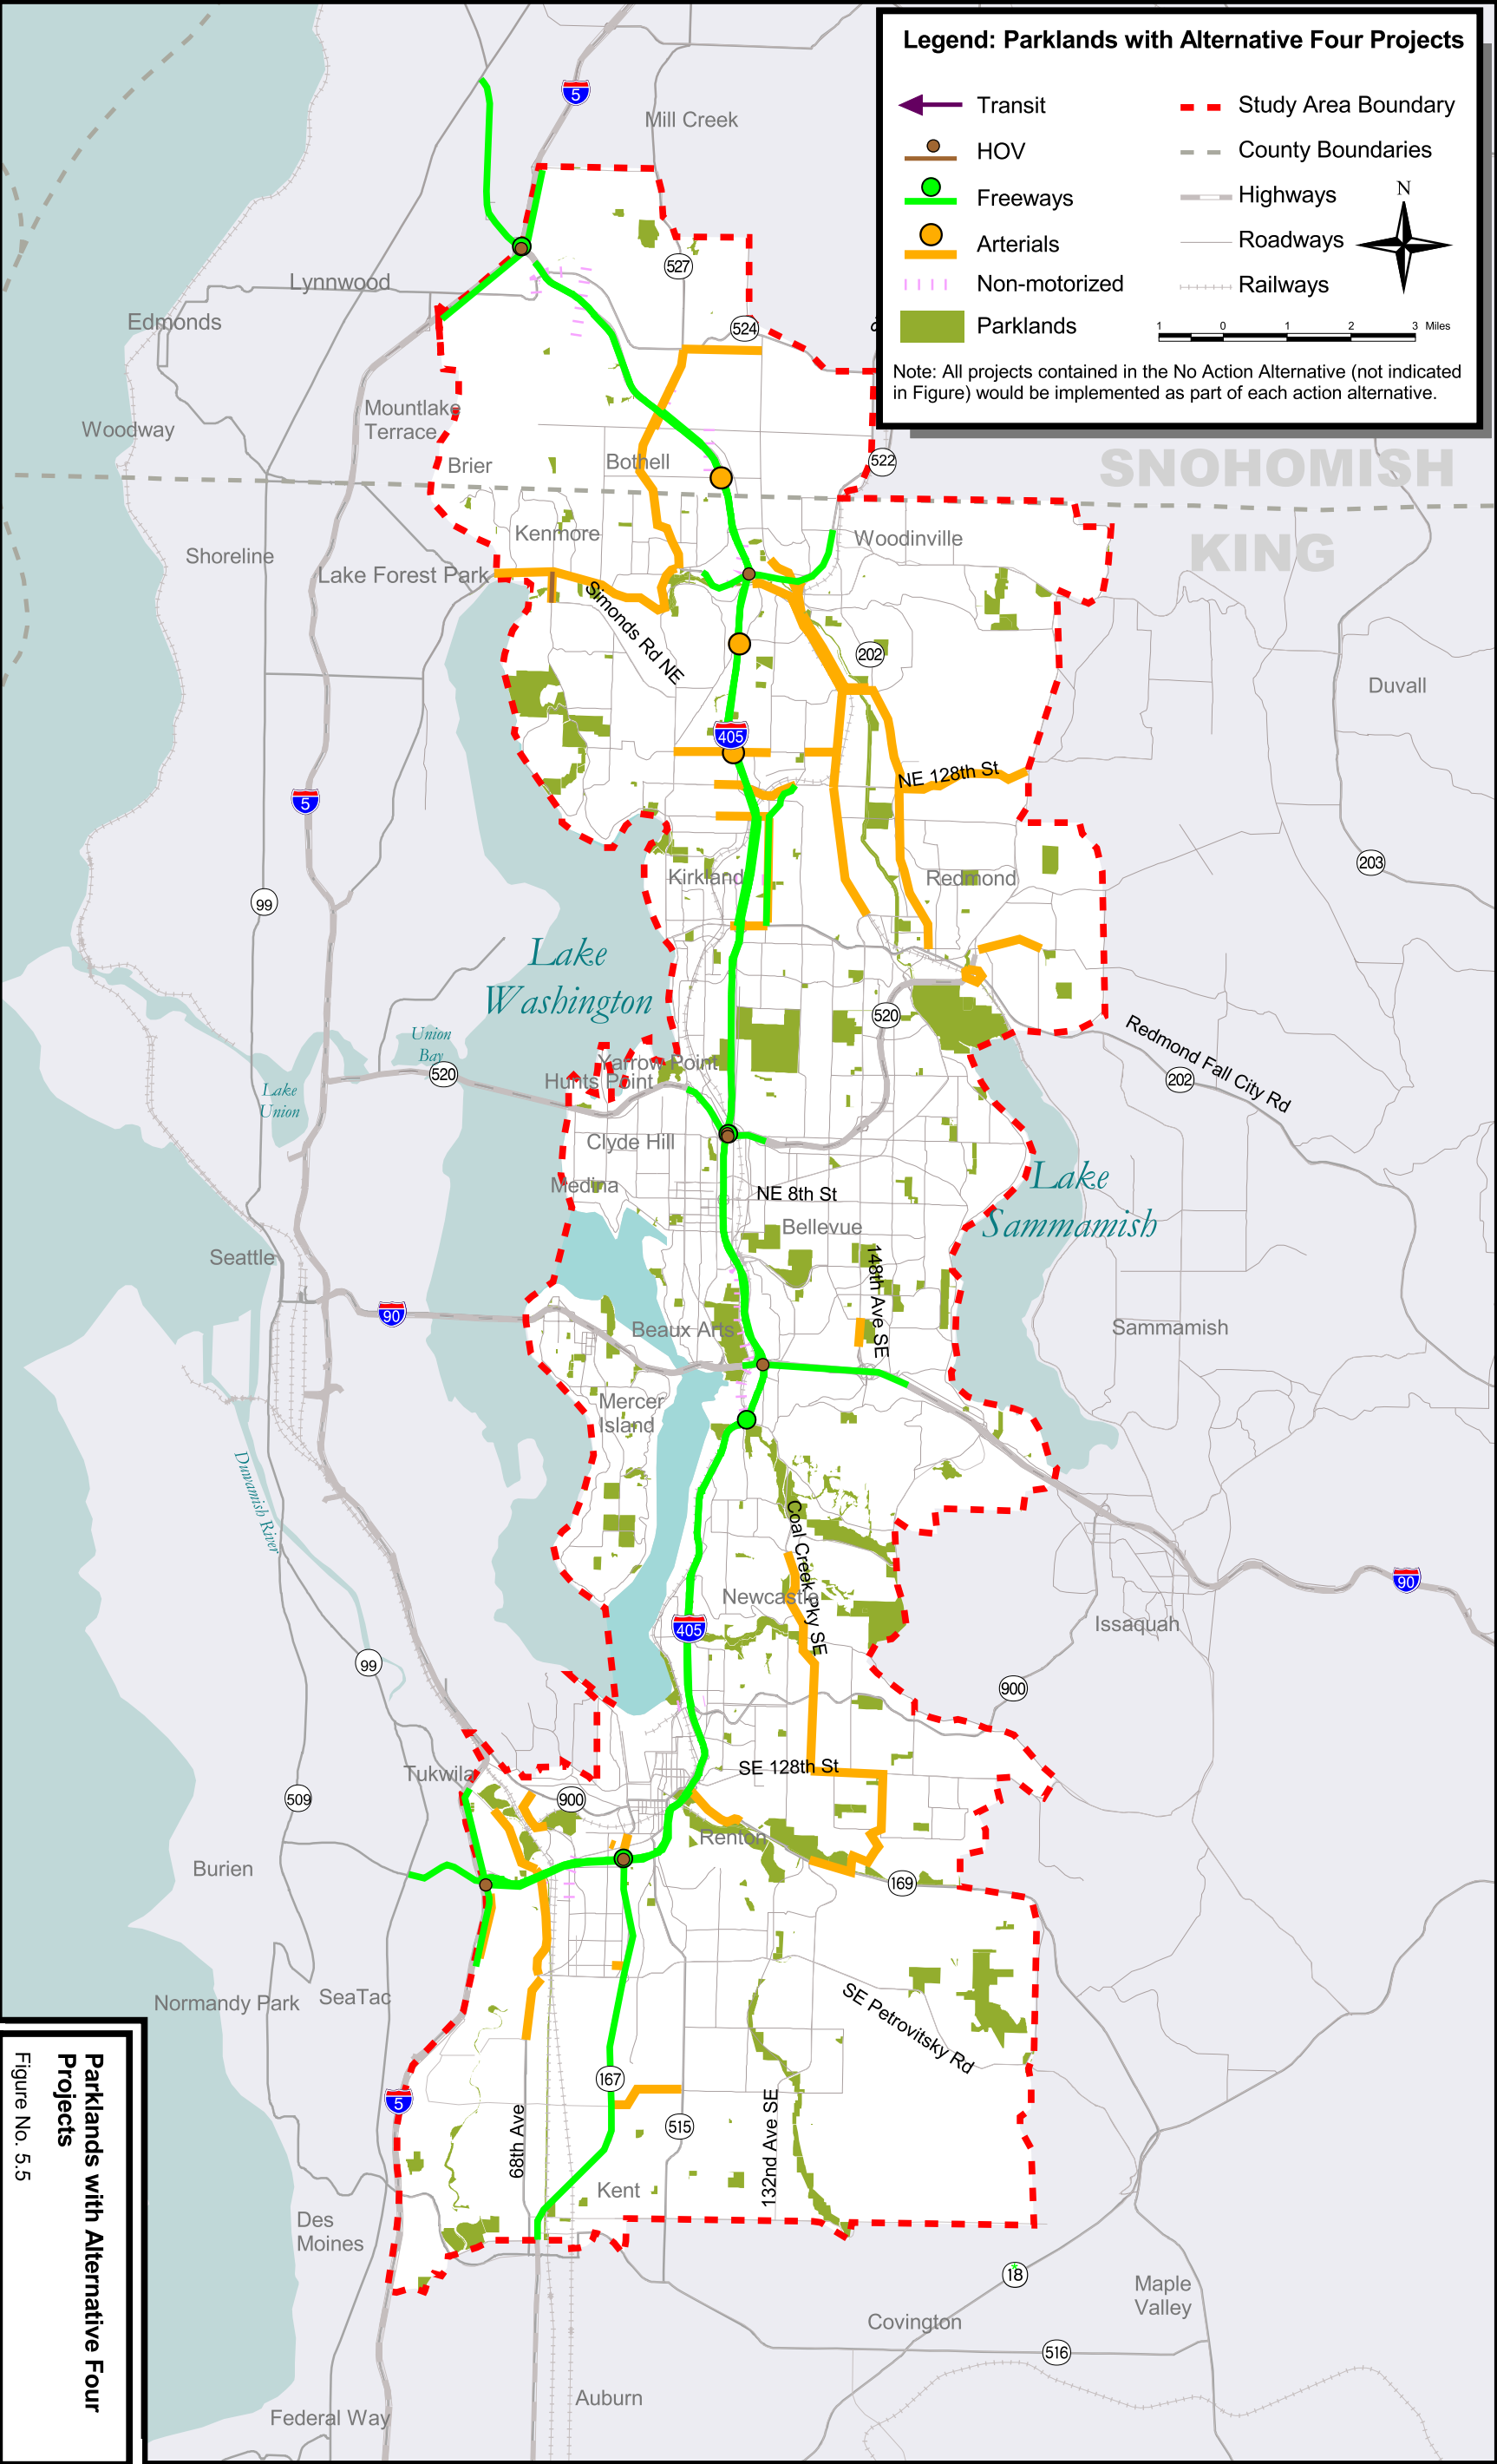 Legend: Parklands with Alternative Four Projects
Transit
HOV
Freeways
Arterials
Non-motorized
Parklands
Study Area Boundary
County Boundaries
Highways
Roadways
Railways
N
1 0 1 2 3 Miles
Note: All projects contained in the No Action Alternative (not indicated
in Figure) would be implemented as part of each action alternative.
5
Mill Creek
527
Lynnwood
Edmonds
524
Mountlake
Terrace
Woodway
Brier
Bothell
522
SNOHOMISH
KING
Kenmore
Woodinville
Shoreline
Lake Forest Park
Simonds Rd NE
202
Duvall
405
NE 128th St
5
Kirkland
Redmond
203
99
Lake
Washington
520
Union
Bay
520
Yarrow Point
Hunts Point
Redmond Fall City Rd
202
Lake
Union
Clyde Hill
Medina
NE 8th St
Lake
Sammamish
Bellevue
148th Ave SE
Seattle
90
Beaux Arts
Sammamish
Mercer
Island
Duwamish River
Coal Creek Pky SE
Newcastle
90
Issaquah
405
99
900
Tukwila
SE 128th St
509
900
Renton
Burien
169
Normandy Park
SeaTac
SE Petrovitsky Rd
167
5
515
68th Ave
132nd Ave SE
Kent
Des
Moines
18
Maple
Valley
Covington
516
Auburn
Federal Way
Parklands with Alternative Four
Projects
Figure No. 5.5